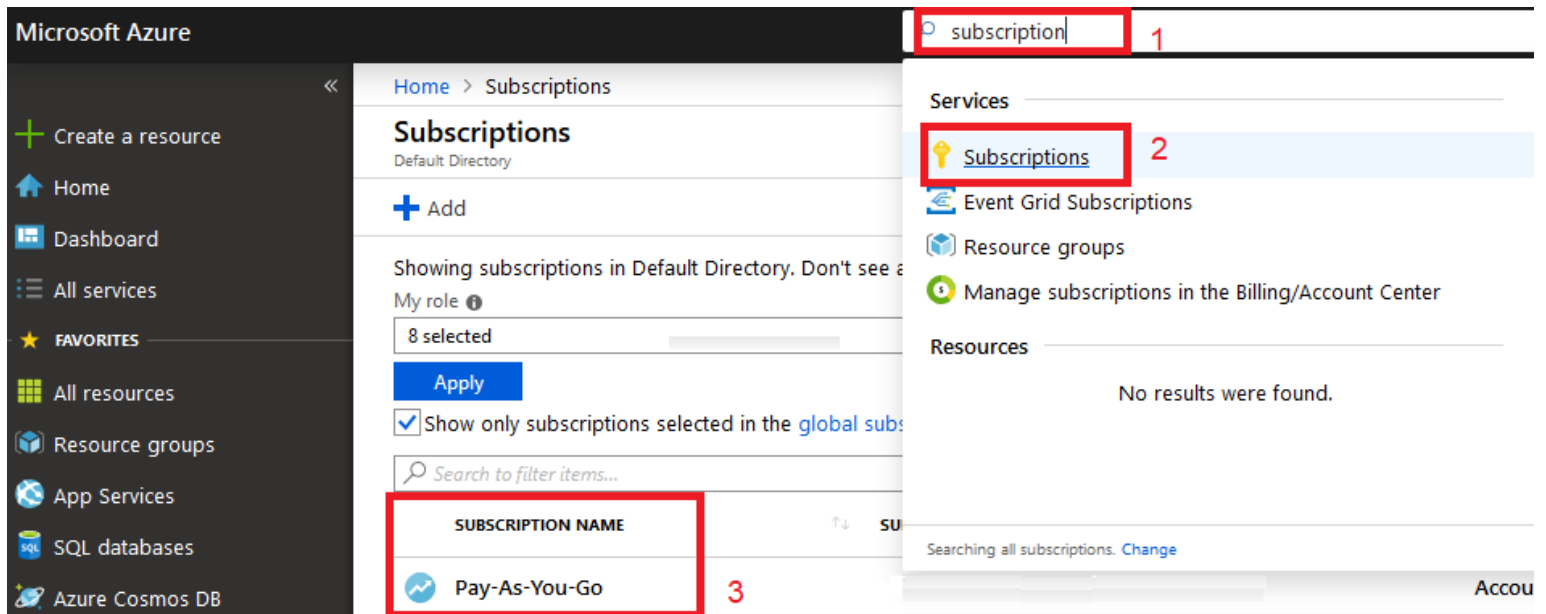 Microsoft Azure
subscription
1
«
Create a resource
Home
Dashboard
All services
FAVORITES
All resources
Resource groups
App Services
SQL databases
Azure Cosmos DB
Home > Subscriptions
Subscriptions
Default Directory
Add
Showing subscriptions in Default Directory. Don't see a
My role
8 selected
Apply
Show only subscriptions selected in the global subs
Search to filter items...
SUBSCRIPTION NAME
SU
Pay-As-You-Go
3
Accou
Services
Subscriptions
2
Event Grid Subscriptions
Resource groups
Manage subscriptions in the Billing/Account Center
Resources
No results were found.
Searching all subscriptions. Change